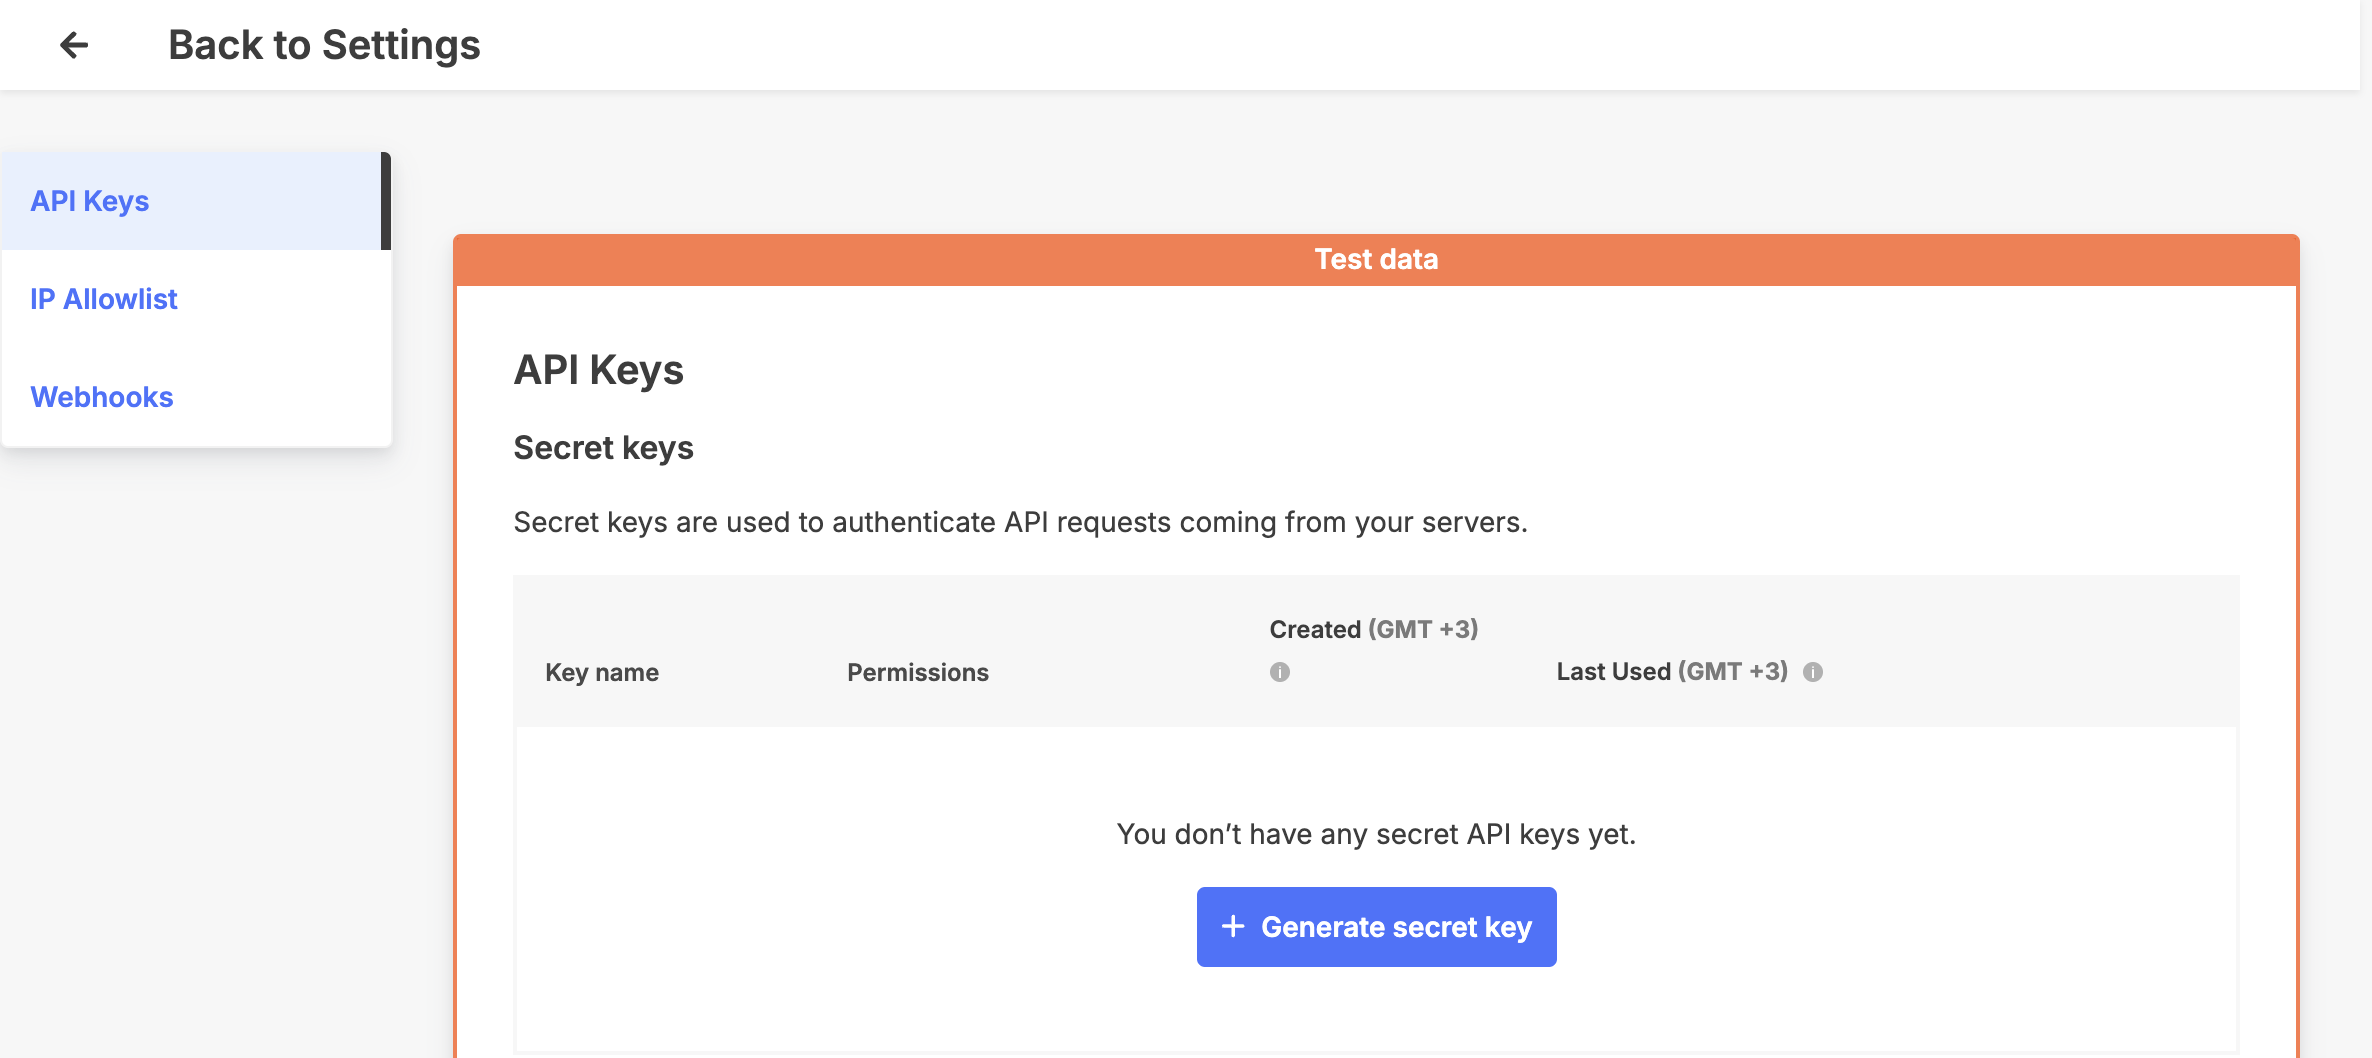 Back to Settings
API Keys
IP Allowlist
Webhooks
Test data
API Keys
Secret keys
Secret keys are used to authenticate API requests coming from your servers.
Key name
Permissions
Created (GMT +3)
Last Used (GMT +3)
You don’t have any secret API keys yet.
+ Generate secret key